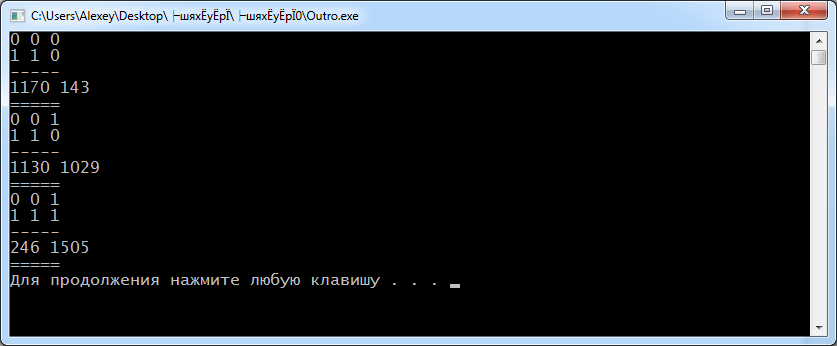 C:\Users\Alexey\Desktop\├шяхЁуЁрЇ\├шяхЁуЁрЇ0\Outro.exe
0 0 0
1 1 0
-----
1170 143
=====
0 0 1
1 1 0
-----
1130 1029
=====
0 0 1
1 1 1
-----
246 1505
=====
Для продолжения нажмите любую клавишу . . .